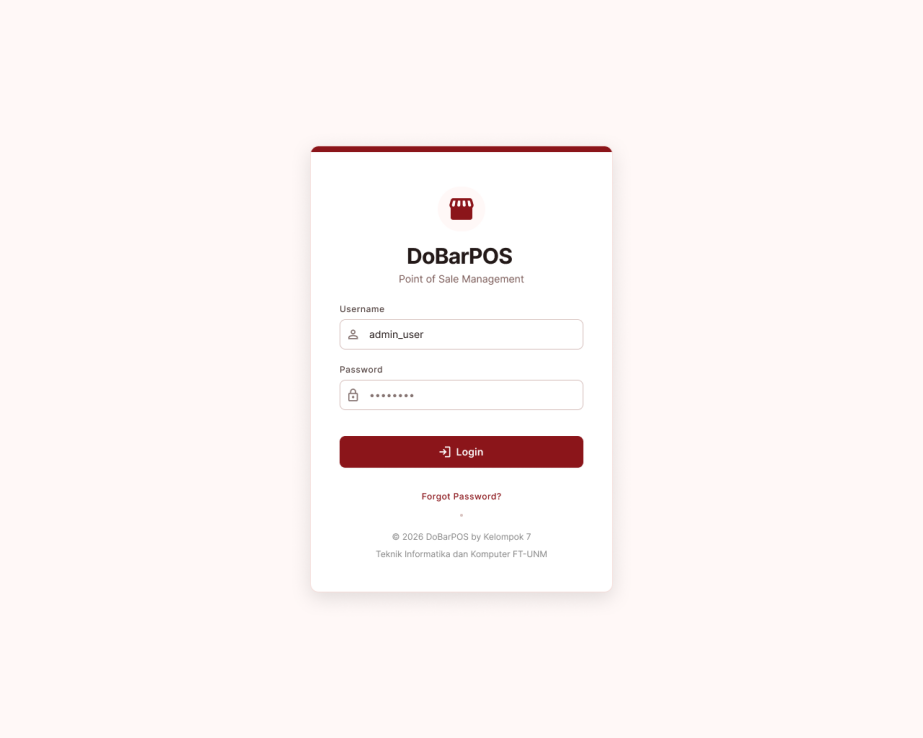 DoBarPOS
Point of Sale Management
Username
admin_user
Password
••••••••
Login
Forgot Password?
•
© 2026 DoBarPOS by Kelompok 7
Teknik Informatika dan Komputer FT-UNM